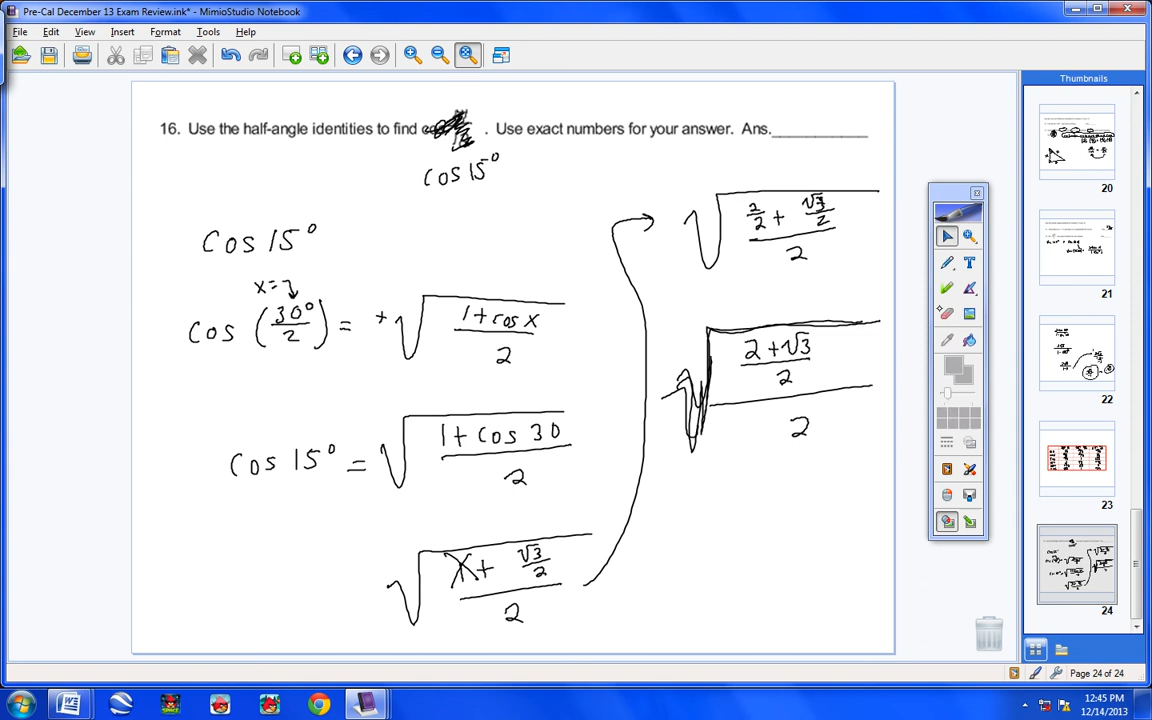 Pre-Cal December 13 Exam Review.ink* - MimioStudio Notebook
File Edit View Insert Format Tools Help
Thumbnails
16. Use the half-angle identities to find . Use exact numbers for your answer. Ans.____________
cos 15°
cos 15°
x = ↓
cos (30°/2) = +√((1 + cos x)/2)
cos 15° = √((1 + cos 30)/2)
√((1 + √3/2)/2)
√((2/2 + √3/2)/2)
√(((2 + √3)/2)/2)
20
21
22
23
24
Page 24 of 24
12:45 PM
12/14/2013